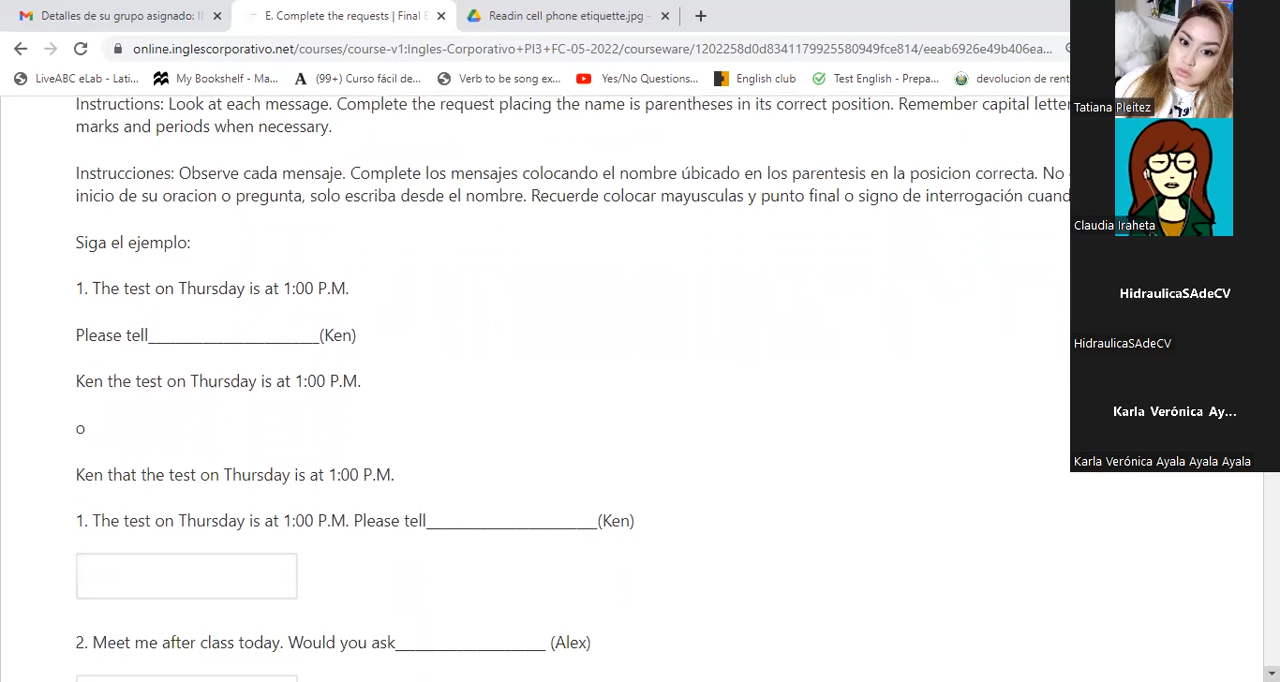 Detalles de su grupo asignado: I
E. Complete the requests | Final E
Readin cell phone etiquette.jpg -
online.inglescorporativo.net/courses/course-v1:Ingles-Corporativo+PI3+FC-05-2022/courseware/1202258d0d8341179925580949fce814/eeab6926e49b406ea...
LiveABC eLab - Lati...
My Bookshelf - Ma...
(99+) Curso fácil de...
Verb to be song ex...
Yes/No Questions...
English club
Test English - Prepa...
devolucion de rent
Instructions: Look at each message. Complete the request placing the name is parentheses in its correct position. Remember capital letter
marks and periods when necessary.
Instrucciones: Observe cada mensaje. Complete los mensajes colocando el nombre úbicado en los parentesis en la posicion correcta. No
inicio de su oracion o pregunta, solo escriba desde el nombre. Recuerde colocar mayusculas y punto final o signo de interrogación cuand
Siga el ejemplo:
1. The test on Thursday is at 1:00 P.M.
Please tell____________________(Ken)
Ken the test on Thursday is at 1:00 P.M.
o
Ken that the test on Thursday is at 1:00 P.M.
1. The test on Thursday is at 1:00 P.M. Please tell____________________(Ken)
2. Meet me after class today. Would you ask__________________ (Alex)
Tatiana Pleitez
Claudia Iraheta
HidraulicaSAdeCV
HidraulicaSAdeCV
Karla Verónica Ay...
Karla Verónica Ayala Ayala Ayala